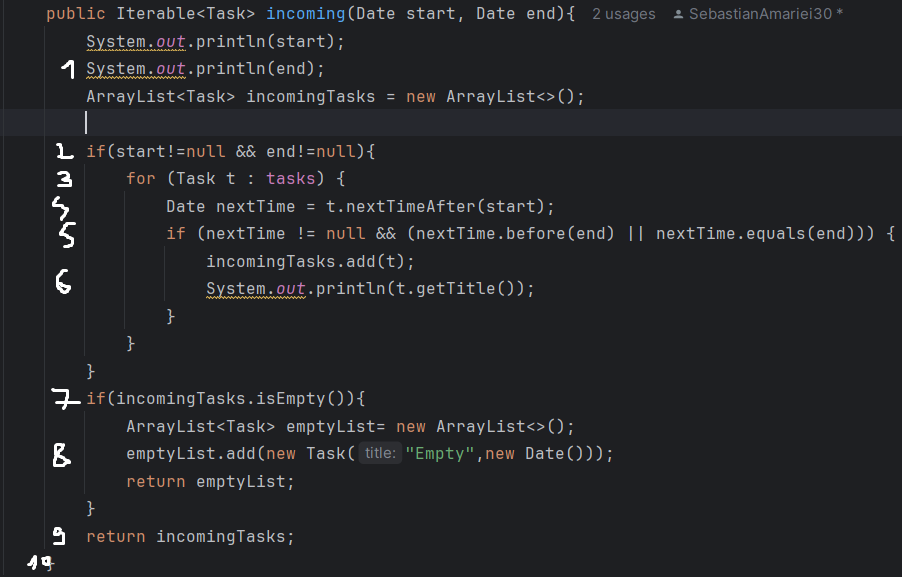 public Iterable<Task> incoming(Date start, Date end){ 2 usages SebastianAmariei30 *
System.out.println(start);
1 System.out.println(end);
ArrayList<Task> incomingTasks = new ArrayList<>();
2 if(start!=null && end!=null){
3 for (Task t : tasks) {
4 Date nextTime = t.nextTimeAfter(start);
5 if (nextTime != null && (nextTime.before(end) || nextTime.equals(end))) {
incomingTasks.add(t);
6 System.out.println(t.getTitle());
}
}
}
7 if(incomingTasks.isEmpty()){
ArrayList<Task> emptyList= new ArrayList<>();
8 emptyList.add(new Task( title: "Empty",new Date()));
return emptyList;
}
9 return incomingTasks;
10 }